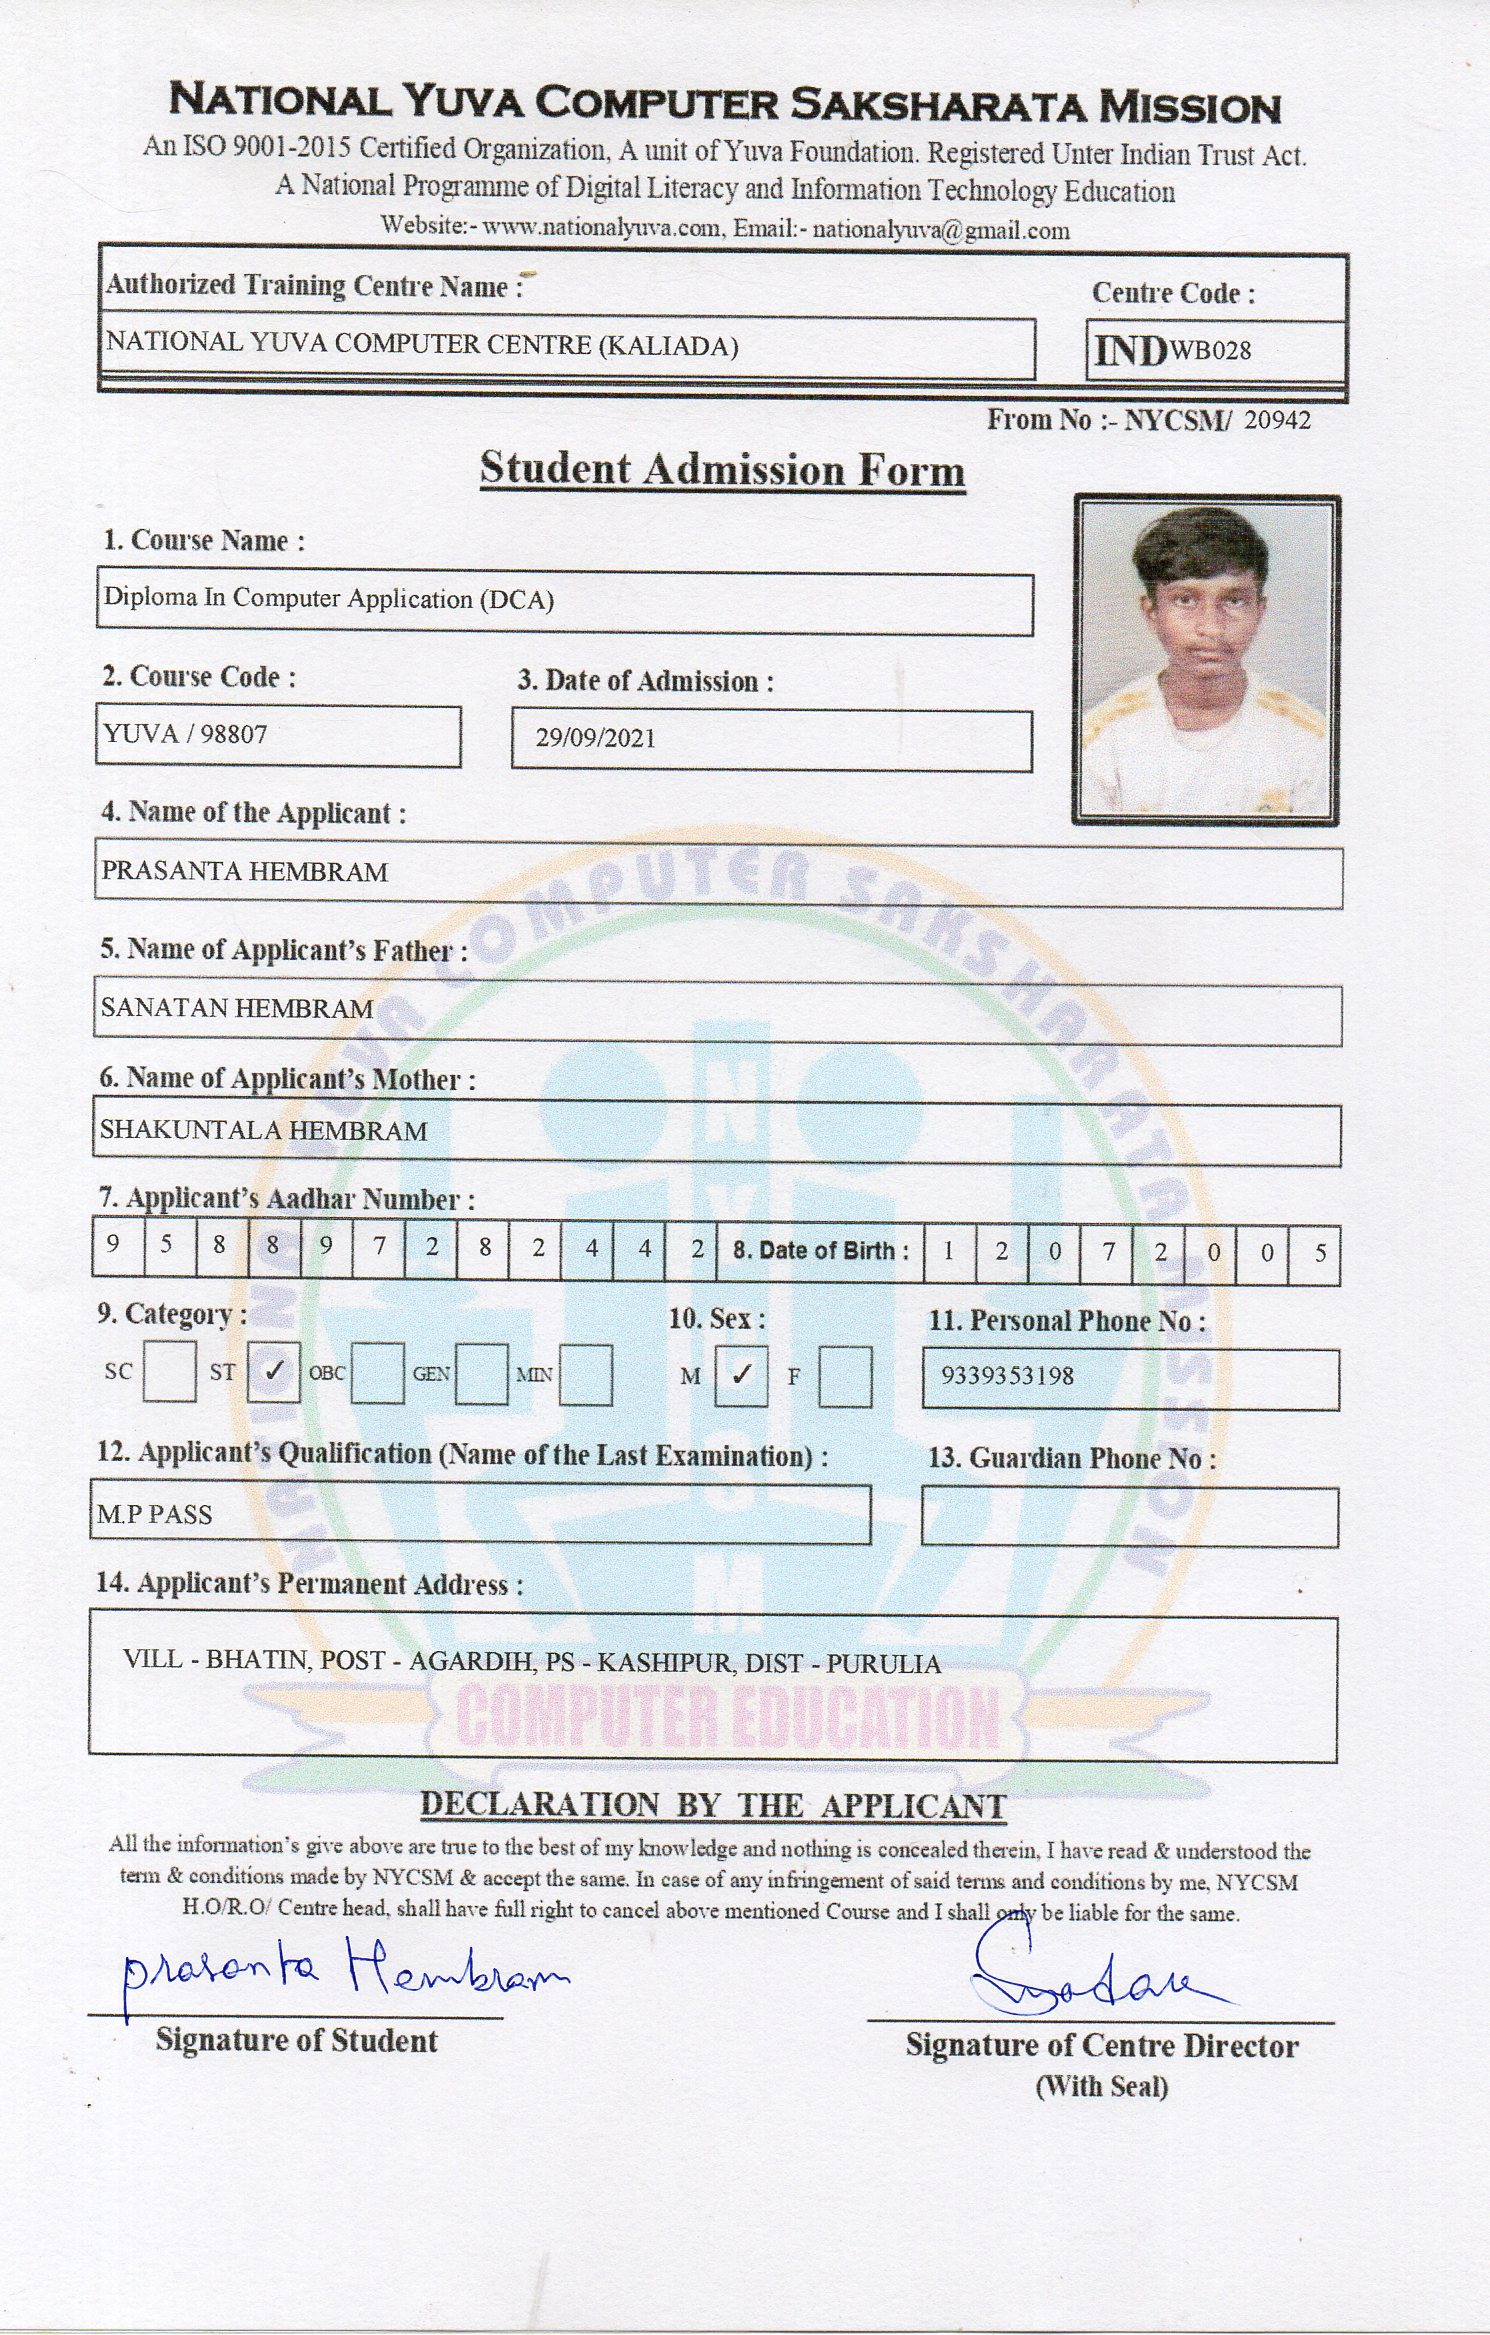 NATIONAL YUVA COMPUTER SAKSHARATA MISSION
An ISO 9001-2015 Certified Organization, A unit of Yuva Foundation. Registered Unter Indian Trust Act.
A National Programme of Digital Literacy and Information Technology Education
Website:- www.nationalyuva.com, Email:- nationalyuva@gmail.com
Authorized Training Centre Name : Centre Code :
NATIONAL YUVA COMPUTER CENTRE (KALIADA) INDWB028
From No :- NYCSM/ 20942
Student Admission Form
1. Course Name :
Diploma In Computer Application (DCA)
2. Course Code : 3. Date of Admission :
YUVA / 98807 29/09/2021
4. Name of the Applicant :
PRASANTA HEMBRAM
5. Name of Applicant's Father :
SANATAN HEMBRAM
6. Name of Applicant's Mother :
SHAKUNTALA HEMBRAM
7. Applicant's Aadhar Number :
9 5 8 8 9 7 2 8 2 4 4 2 8. Date of Birth : 1 2 0 7 2 0 0 5
9. Category : 10. Sex : 11. Personal Phone No :
SC ST ✓ OBC GEN MIN M ✓ F 9339353198
12. Applicant's Qualification (Name of the Last Examination) : 13. Guardian Phone No :
M.P PASS
14. Applicant's Permanent Address :
VILL - BHATIN, POST - AGARDIH, PS - KASHIPUR, DIST - PURULIA
NATIONAL YUVA COMPUTER SAKSHARATA MISSION
NYCSM
COMPUTER EDUCATION
DECLARATION BY THE APPLICANT
All the information's give above are true to the best of my knowledge and nothing is concealed therein, I have read & understood the
term & conditions made by NYCSM & accept the same. In case of any infringement of said terms and conditions by me, NYCSM
H.O/R.O/ Centre head, shall have full right to cancel above mentioned Course and I shall only be liable for the same.
prasanta Hembram
Signature of Student Signature of Centre Director
(With Seal)